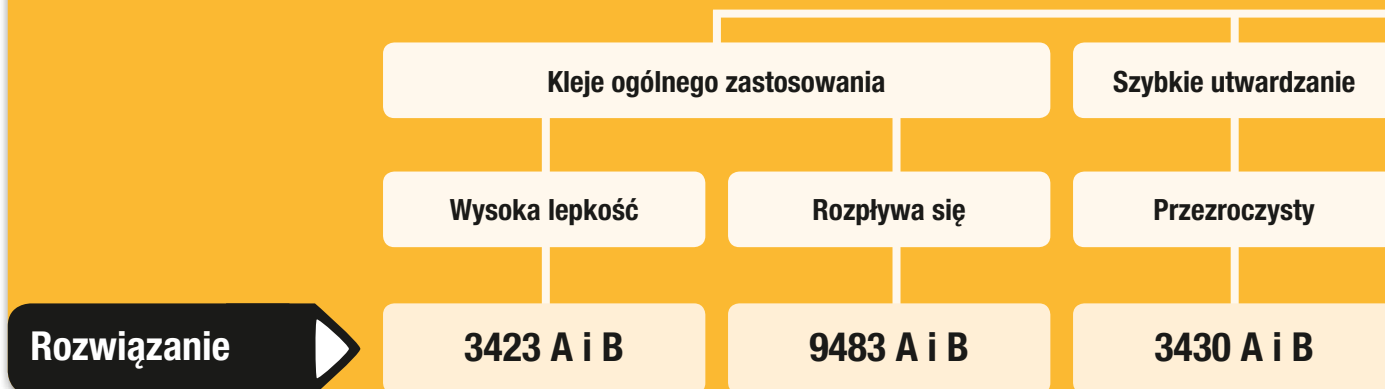 Kleje ogólnego zastosowania
Szybkie utwardzanie
Wysoka lepkość
Rozpływa się
Przezroczysty
Rozwiązanie
3423 A i B
9483 A i B
3430 A i B